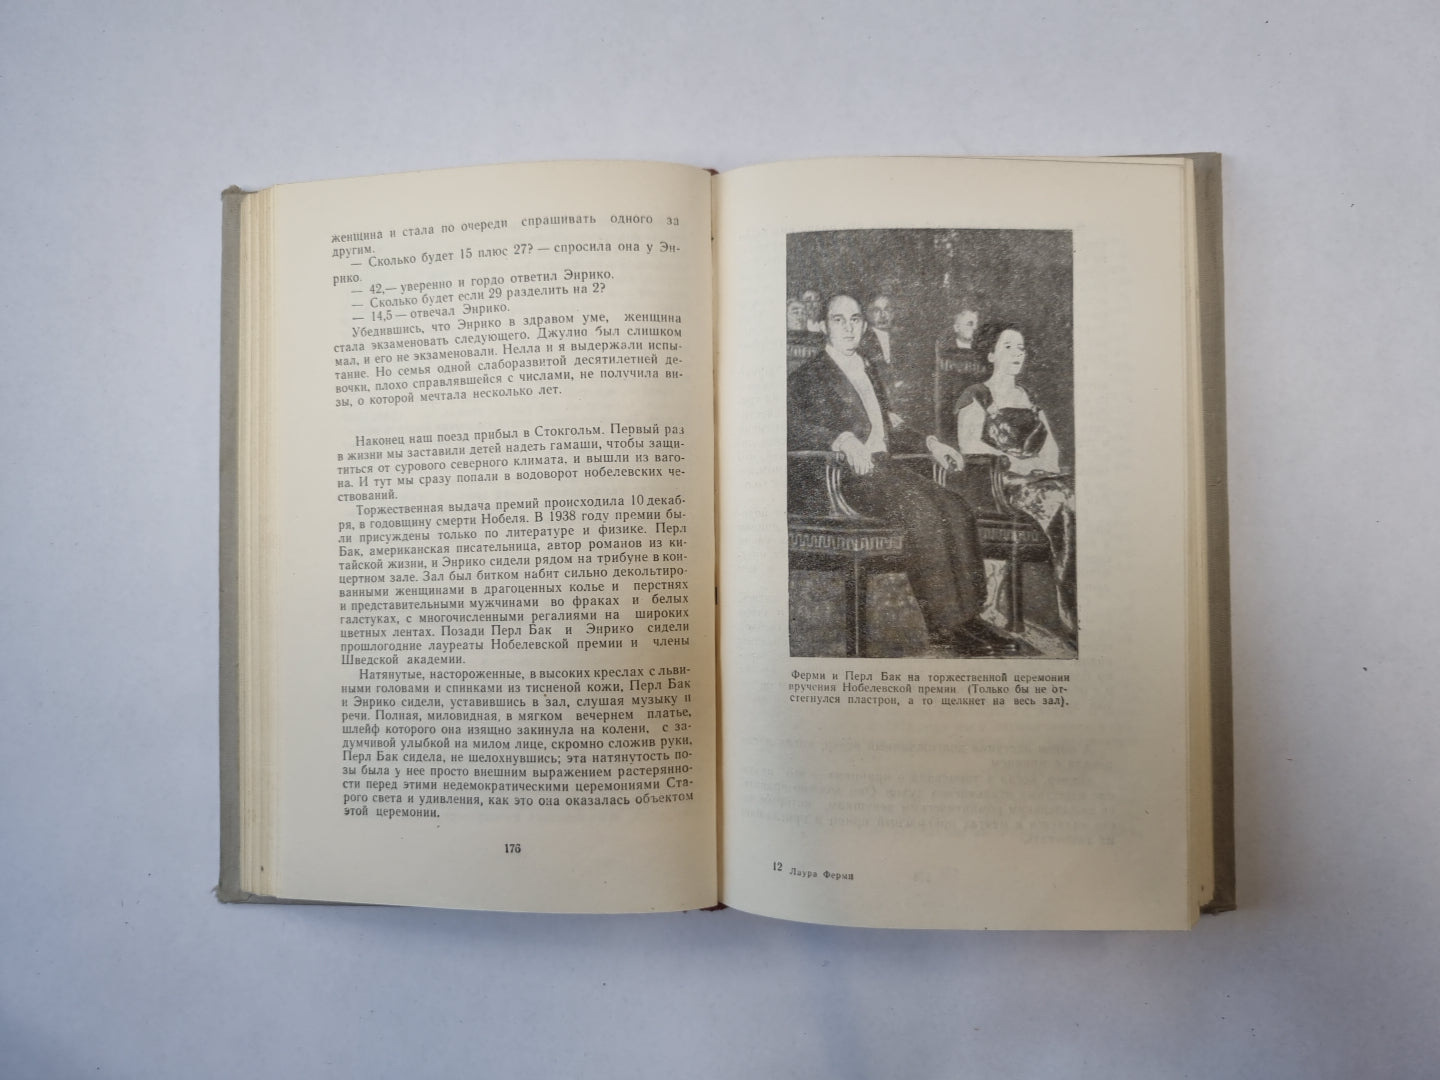 женщина и стала по очереди спрашивать одного за
другим.
— Сколько будет 15 плюс 27? — спросила она у Эн-
рико.
— 42,— уверенно и гордо ответил Энрико.
— Сколько будет если 29 разделить на 2?
— 14,5 — отвечал Энрико.
Убедившись, что Энрико в здравом уме, женщина
стала экзаменовать следующего. Джулио был слишком
мал, и его не экзаменовали. Нелла и я выдержали испы-
тание. Но семья одной слаборазвитой десятилетней де-
вочки, плохо справлявшейся с числами, не получила ви-
зы, о которой мечтала несколько лет.
Наконец наш поезд прибыл в Стокгольм. Первый раз
в жизни мы заставили детей надеть гамаши, чтобы защи-
титься от сурового северного климата, и вышли из ваго-
на. И тут мы сразу попали в водоворот нобелевских че-
ствований.
Торжественная выдача премий происходила 10 декаб-
ря, в годовщину смерти Нобеля. В 1938 году премии бы-
ли присуждены только по литературе и физике. Перл
Бак, американская писательница, автор романов из ки-
тайской жизни, и Энрико сидели рядом на трибуне в кон-
цертном зале. Зал был битком набит сильно декольтиро-
ванными женщинами в драгоценных колье и перстнях
и представительными мужчинами во фраках и белых
галстуках, с многочисленными регалиями на широких
цветных лентах. Позади Перл Бак и Энрико сидели
прошлогодние лауреаты Нобелевской премии и члены
Шведской академии.
Натянутые, настороженные, в высоких креслах с льви-
ными головами и спинками из тисненой кожи, Перл Бак
и Энрико сидели, уставившись в зал, слушая музыку и
речи. Полная, миловидная, в мягком вечернем платье,
шлейф которого она изящно закинула на колени, с за-
думчивой улыбкой на милом лице, скромно сложив руки,
Перл Бак сидела, не шелохнувшись; эта натянутость по-
зы была у нее просто внешним выражением растерянно-
сти перед этими недемократическими церемониями Ста-
рого света и удивления, как это она оказалась объектом
этой церемонии.
176
Ферми и Перл Бак на торжественной церемонии
вручения Нобелевской премии (Только бы не от-
стегнулся пластрон, а то щелкнет на весь зал).
12 Лаура Ферми